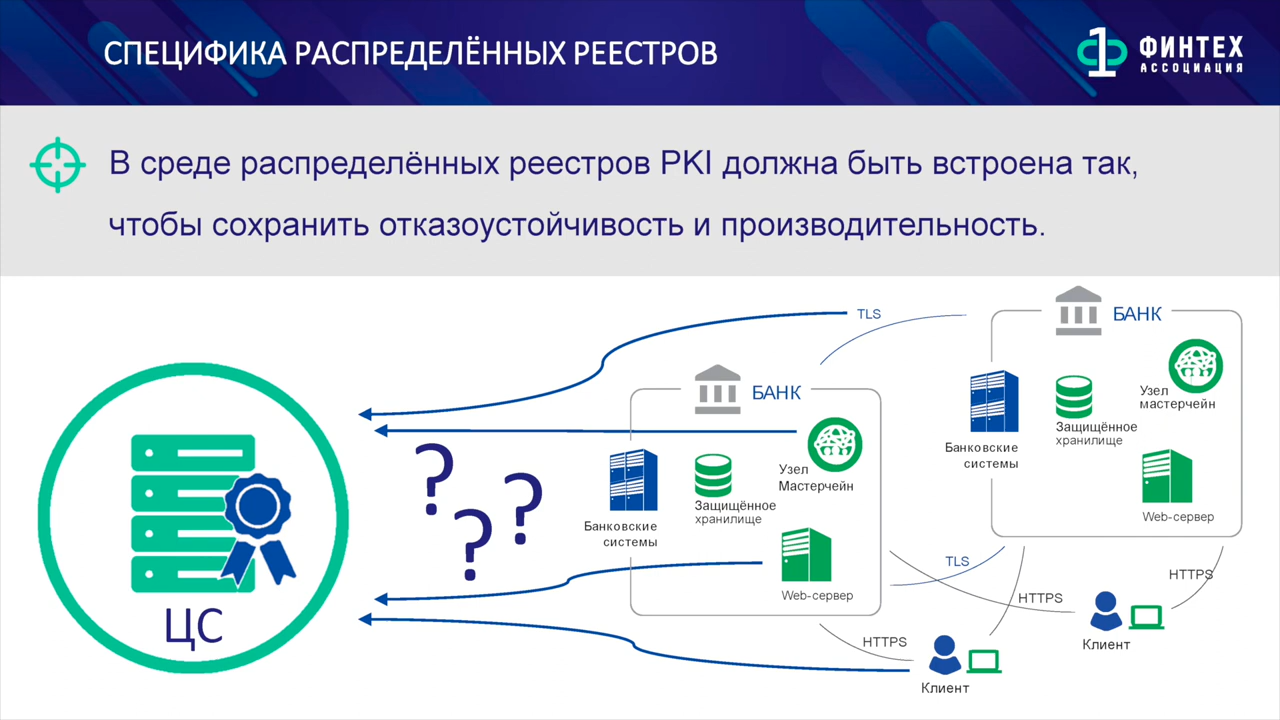 СПЕЦИФИКА РАСПРЕДЕЛЁННЫХ РЕЕСТРОВ
1
ФИНТЕХ
АССОЦИАЦИЯ
В среде распределённых реестров PKI должна быть встроена так,
чтобы сохранить отказоустойчивость и производительность.
TLS
БАНК
Узел
мастерчейн
Защищённое
хранилище
Банковские
системы
Web-сервер
БАНК
Узел
Мастерчейн
Защищённое
хранилище
Банковские
системы
Web-сервер
? ? ?
ЦС
TLS
HTTPS
HTTPS
HTTPS
Клиент
Клиент